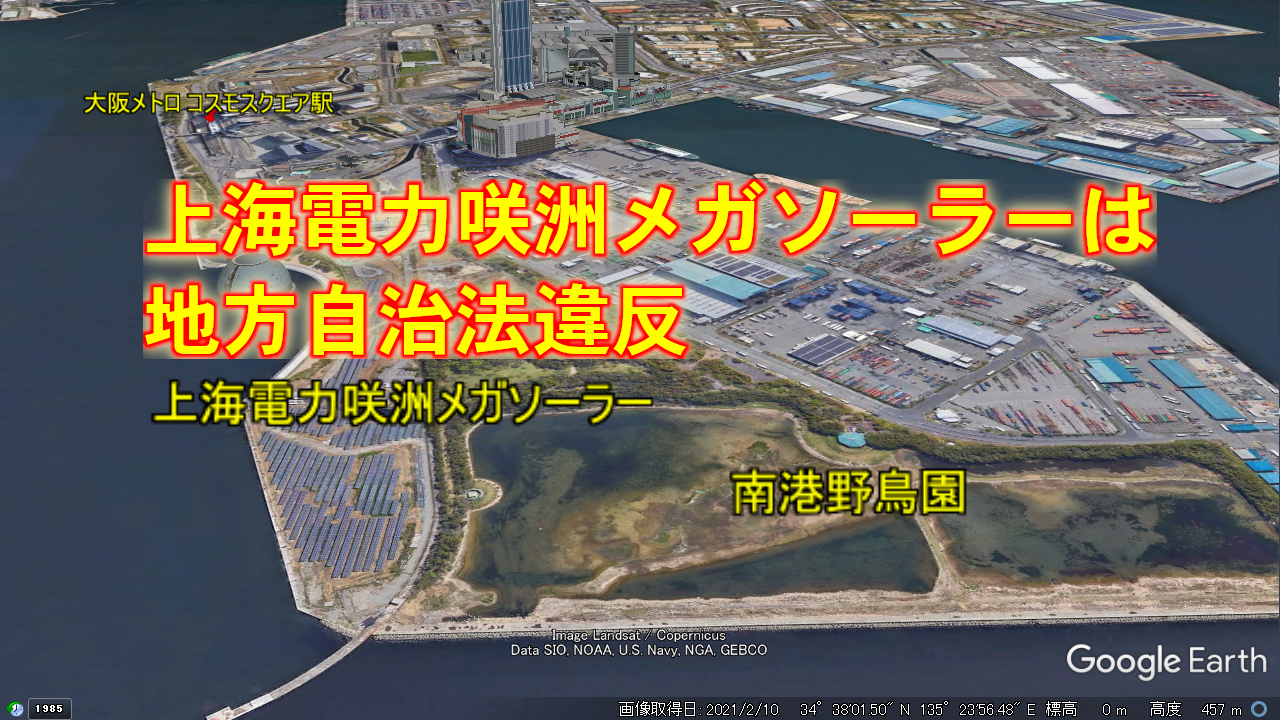 大阪メトロ コスモスクエア駅
上海電力咲洲メガソーラーは
地方自治法違反
上海電力咲洲メガソーラー
南港野鳥園
Image Landsat / Copernicus
Data SIO, NOAA, U.S. Navy, NGA, GEBCO
Google Earth
1985
画像取得日: 2021/2/10 34° 38'01.50" N 135° 23'56.48" E 標高 0 m 高度 457 m